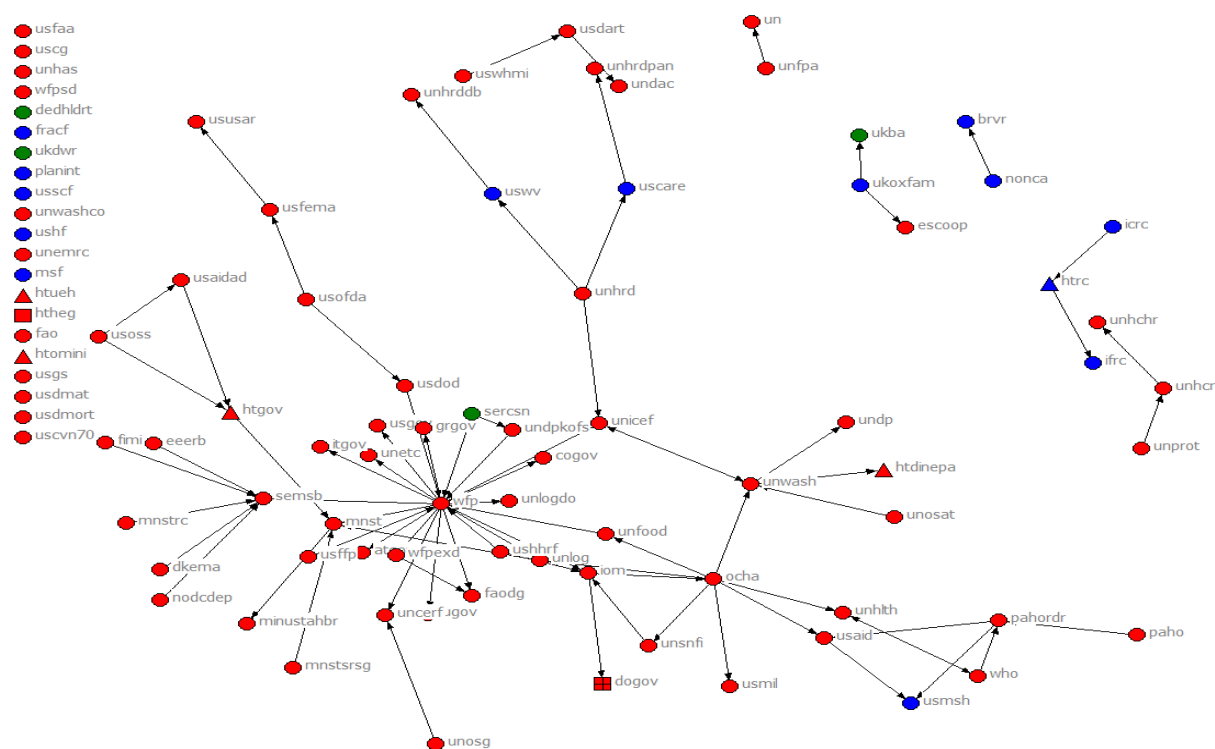 usfaa
uscg
unhas
wfpsd
dedhldrt
fracf
ukdwr
planint
usscf
unwashco
ushf
unemrc
msf
htueh
htheg
fao
htomini
usgs
usdmat
usdmort
uscvn70
un
usdart
unhrdpan
unfpa
uswhmi
undac
unhrddb
ususar
brvr
ukba
nonca
ukoxfam
uscare
uswv
usfema
escoop
icrc
usaidad
htrc
unhrd
usofda
unhchr
usoss
ifrc
usdod
unhcr
htgov
sercsn
unicef
undp
grgov
undpkofs
fimi
eeerb
itgov
unprot
unetc
cogov
htdinepa
unwash
semsb
unlogdo
wfp
unosat
mnstrc
mnst
unfood
ushhrf
usffp
wfpexd
unlog
dkema
iom
ocha
nodcdep
faodg
unhlth
uncerf
minustahbr
pahordr
paho
usaid
unsnfi
mnstsrsg
who
dogov
usmil
usmsh
unosg